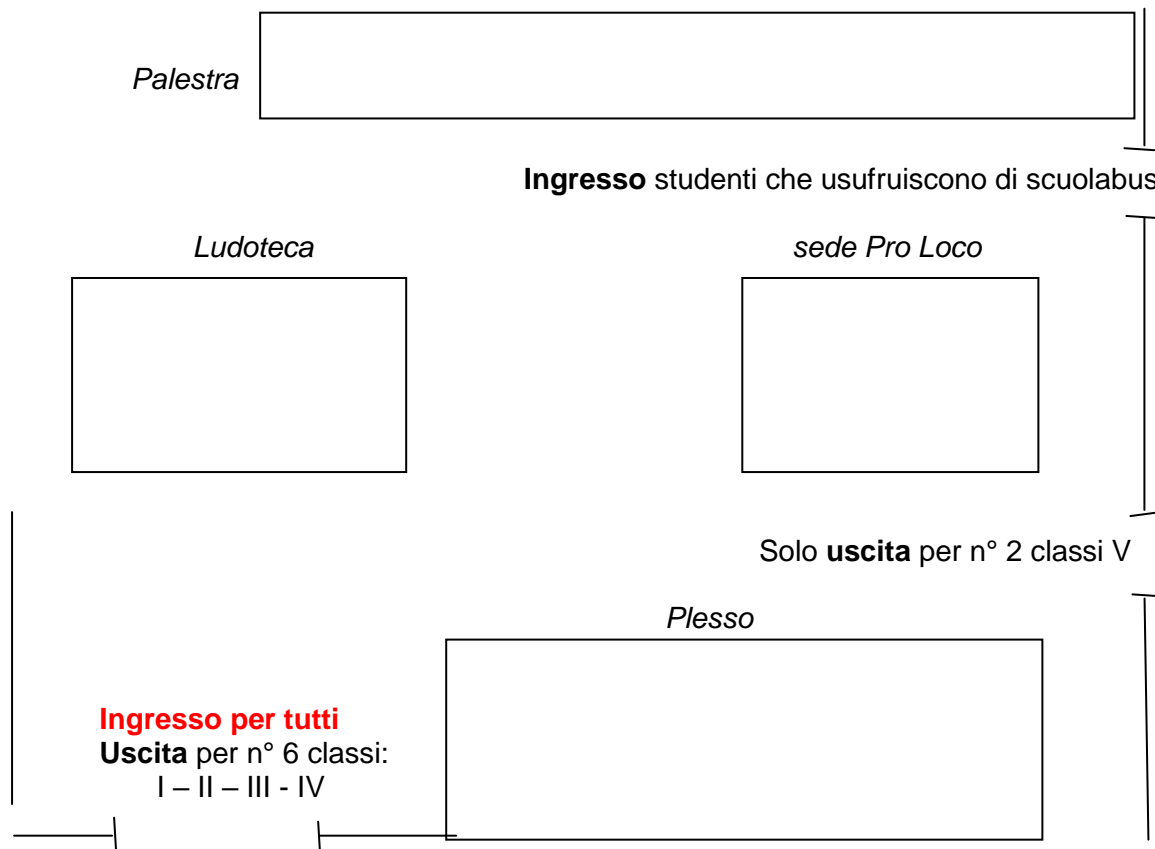 Palestra
Ingresso studenti che usufruiscono di scuolabus
Ludoteca
sede Pro Loco
Solo uscita per n° 2 classi V
Plesso
Ingresso per tutti
Uscita per n° 6 classi:
I – II – III - IV